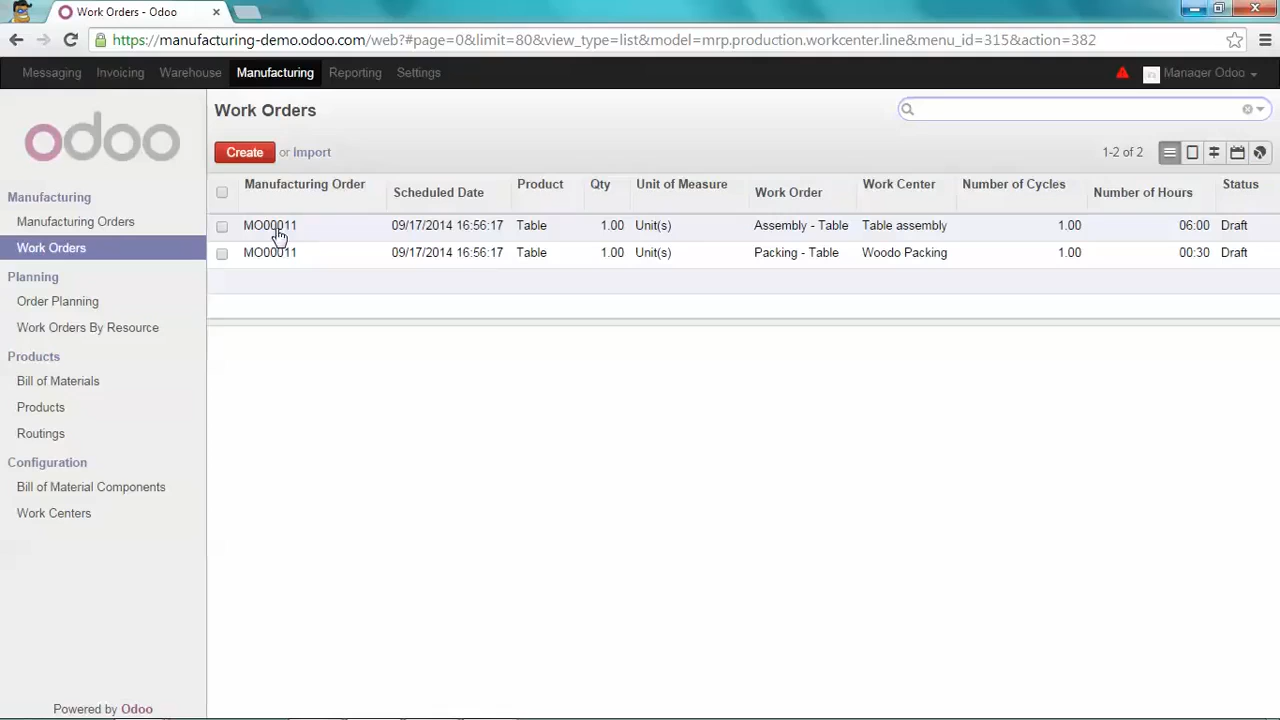 Work Orders - Odoo
https://manufacturing-demo.odoo.com/web?#page=0&limit=80&view_type=list&model=mrp.production.workcenter.line&menu_id=315&action=382
Messaging Invoicing Warehouse Manufacturing Reporting Settings Manager Odoo
odoo
Work Orders
Create or Import 1-2 of 2
Manufacturing Order Scheduled Date Product Qty Unit of Measure Work Order Work Center Number of Cycles Number of Hours Status
MO00011 09/17/2014 16:56:17 Table 1.00 Unit(s) Assembly - Table Table assembly 1.00 06:00 Draft
MO00011 09/17/2014 16:56:17 Table 1.00 Unit(s) Packing - Table Woodo Packing 1.00 00:30 Draft
Manufacturing
Manufacturing Orders
Work Orders
Planning
Order Planning
Work Orders By Resource
Products
Bill of Materials
Products
Routings
Configuration
Bill of Material Components
Work Centers
Powered by Odoo